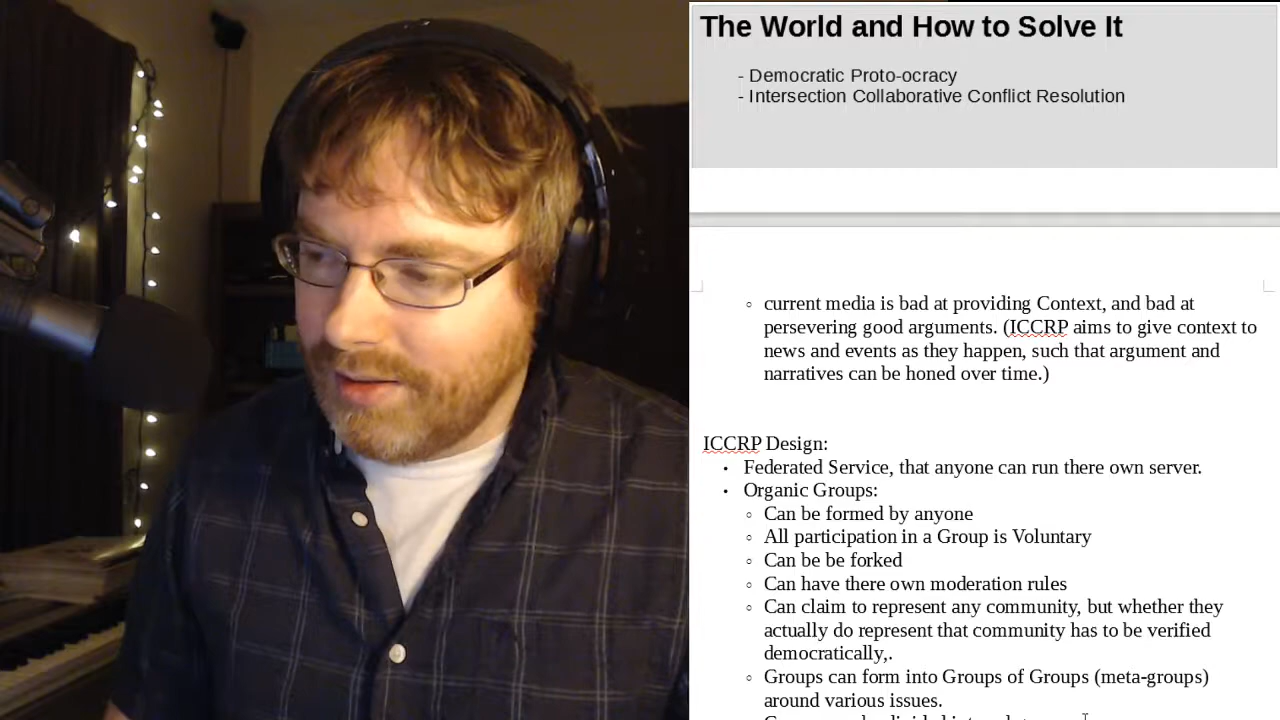 The World and How to Solve It
- Democratic Proto-ocracy
- Intersection Collaborative Conflict Resolution
◦ current media is bad at providing Context, and bad at
persevering good arguments. (ICCRP aims to give context to
news and events as they happen, such that argument and
narratives can be honed over time.)
ICCRP Design:
• Federated Service, that anyone can run there own server.
• Organic Groups:
◦ Can be formed by anyone
◦ All participation in a Group is Voluntary
◦ Can be be forked
◦ Can have there own moderation rules
◦ Can claim to represent any community, but whether they
actually do represent that community has to be verified
democratically,.
◦ Groups can form into Groups of Groups (meta-groups)
around various issues.